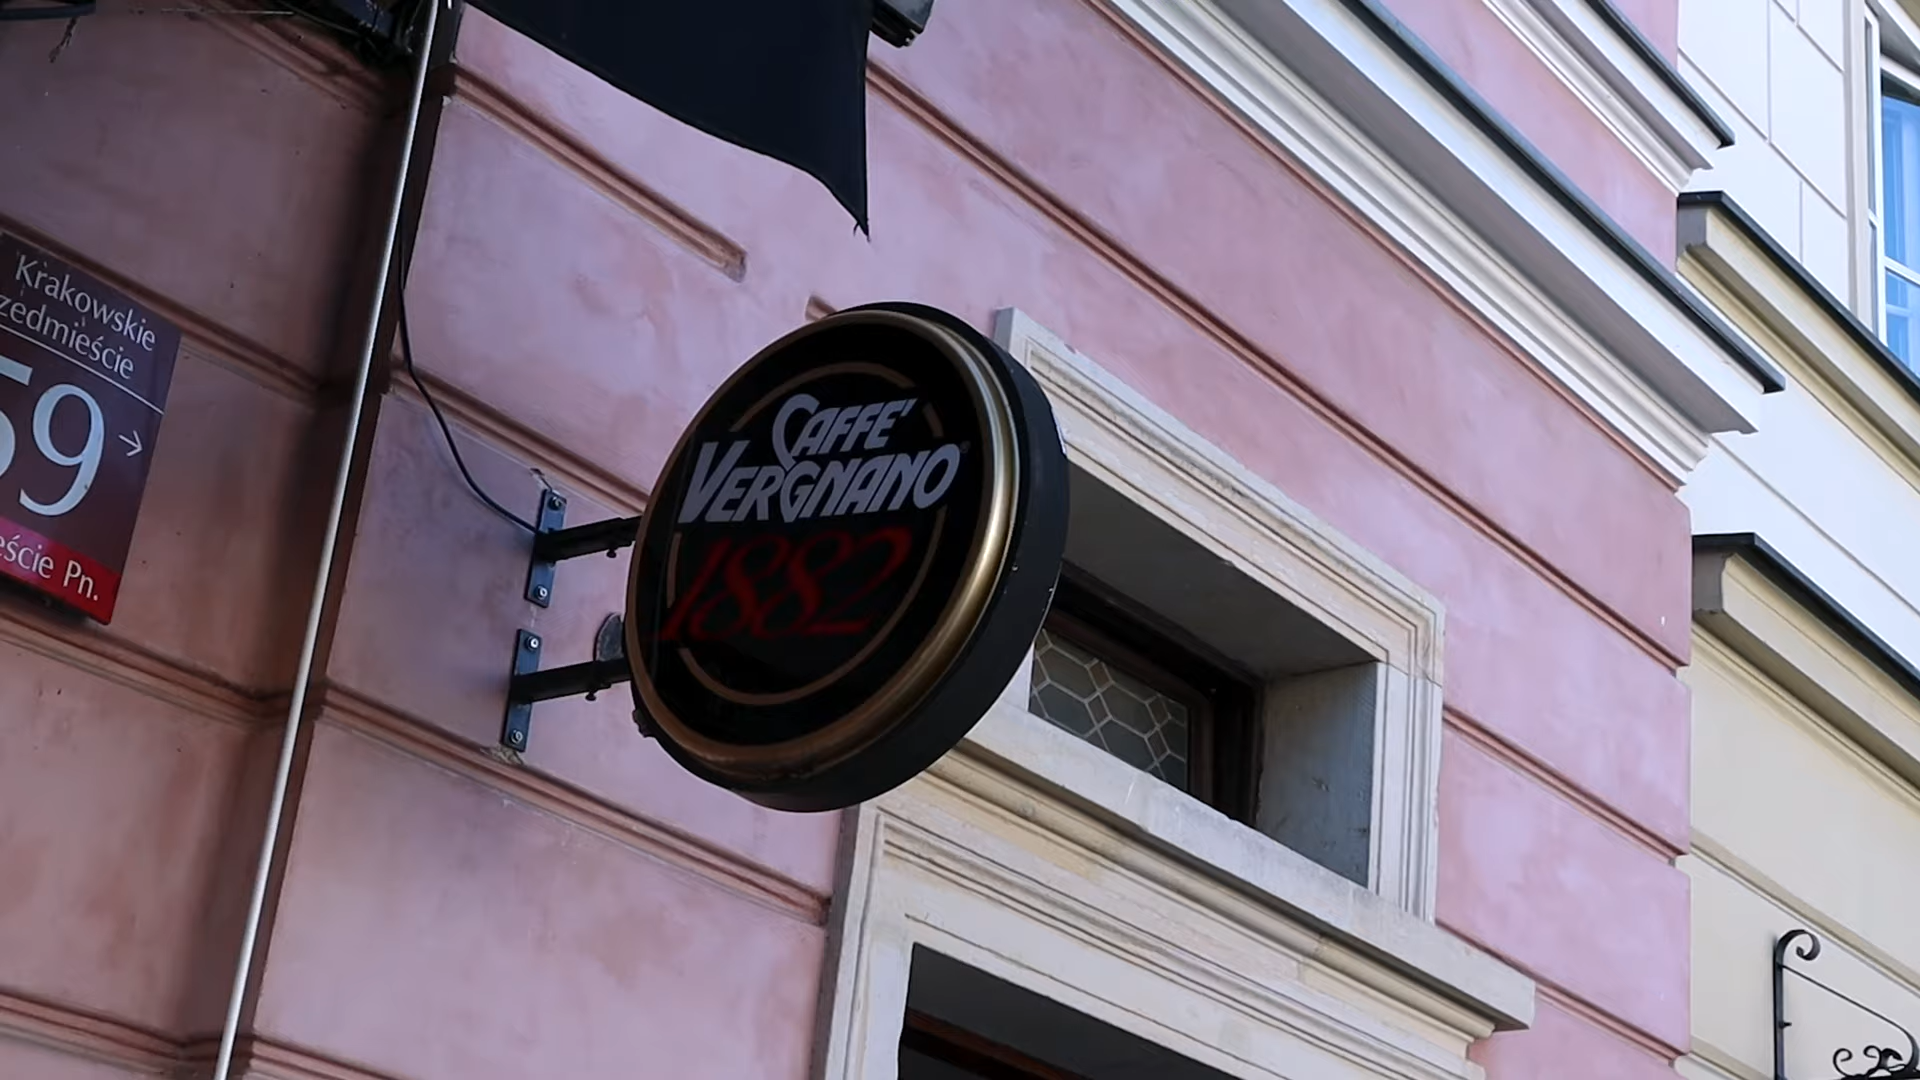 Krakowskie
zedmieście
59
eście Pn.
CAFFE'
VERGNANO®
1882